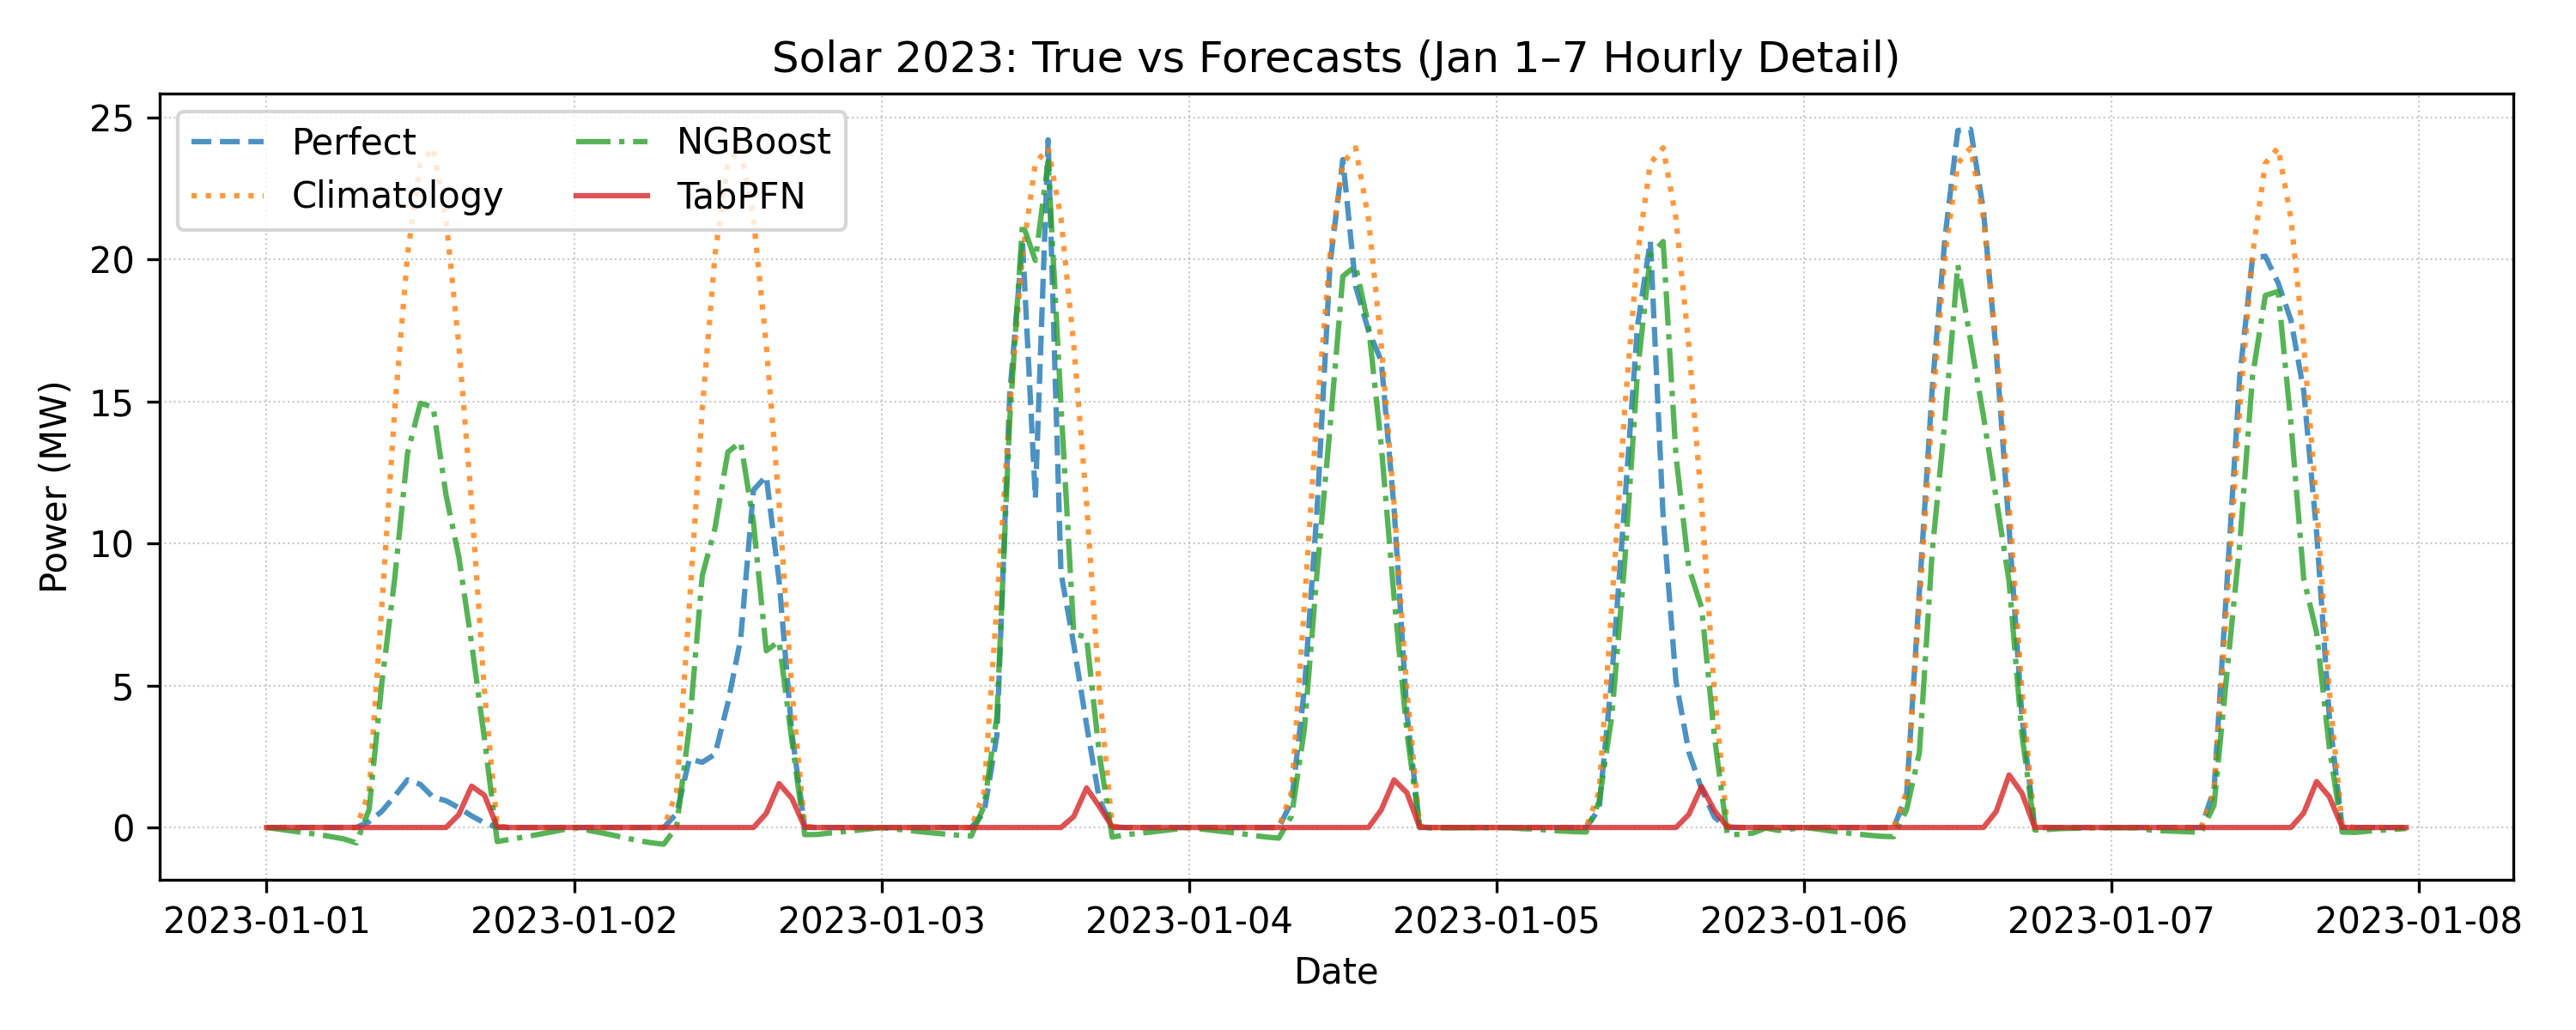 Solar 2023: True vs Forecasts (Jan 1–7 Hourly Detail)
Perfect
Climatology
NGBoost
TabPFN
Power (MW)
25
20
15
10
5
0
2023-01-01
2023-01-02
2023-01-03
2023-01-04
2023-01-05
2023-01-06
2023-01-07
2023-01-08
Date